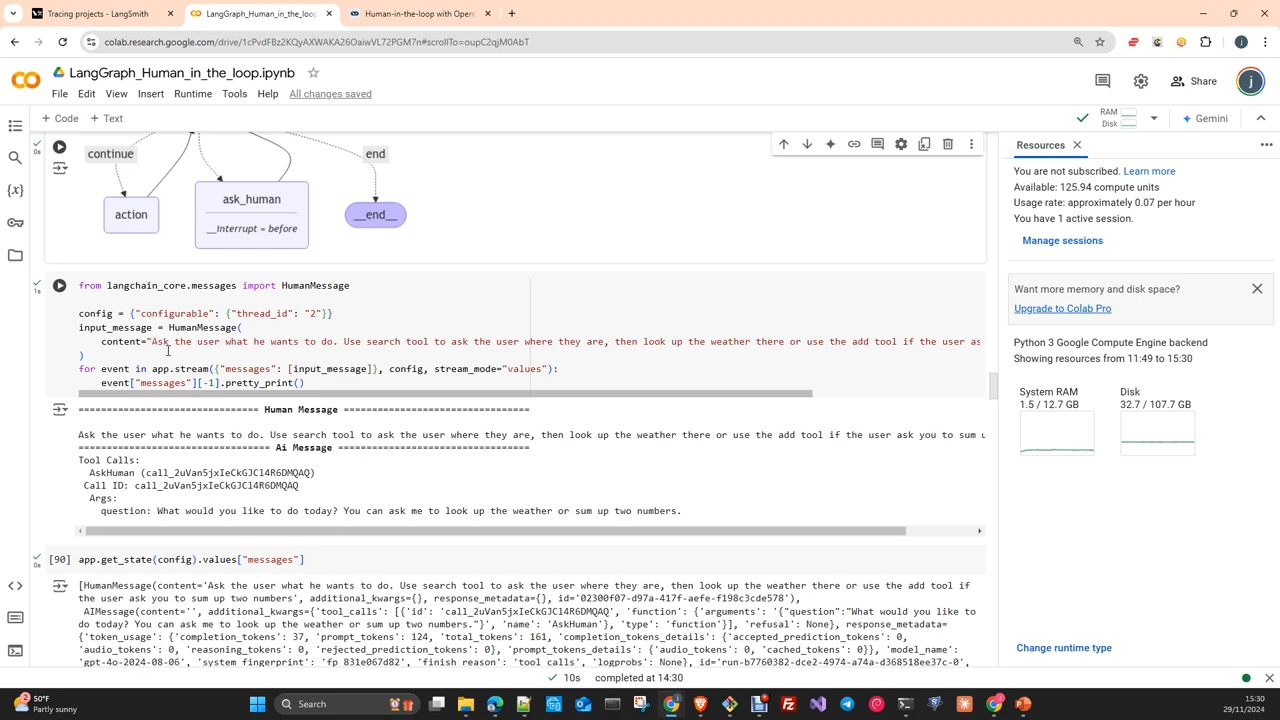 Tracing projects - LangSmith
LangGraph_Human_in_the_loop.
Human-in-the-loop with Open
colab.research.google.com/drive/1cPvdFBz2KQyAXWAKA26OaiwVL72PGM7n#scrollTo=oupC2qjM0AbT
LangGraph_Human_in_the_loop.ipynb
Share
j
File Edit View Insert Runtime Tools Help All changes saved
+ Code + Text
RAM
Disk
Gemini
Resources
You are not subscribed. Learn more
Available: 125.94 compute units
Usage rate: approximately 0.07 per hour
You have 1 active session.
Manage sessions
Want more memory and disk space?
Upgrade to Colab Pro
Python 3 Google Compute Engine backend
Showing resources from 11:49 to 15:30
System RAM
1.5 / 12.7 GB
Disk
32.7 / 107.7 GB
Change runtime type
0s
continue
end
action
ask_human
__interrupt = before
__end__
1s
from langchain_core.messages import HumanMessage
config = {"configurable": {"thread_id": "2"}}
input_message = HumanMessage(
content="Ask the user what he wants to do. Use search tool to ask the user where they are, then look up the weather there or use the add tool if the user as
)
for event in app.stream({"messages": [input_message]}, config, stream_mode="values"):
event["messages"][-1].pretty_print()
================================ Human Message =================================
Ask the user what he wants to do. Use search tool to ask the user where they are, then look up the weather there or use the add tool if the user ask you to sum u
================================== Ai Message ==================================
Tool Calls:
AskHuman (call_2uVan5jxIeCkGJCl4R6DMQAQ)
Call ID: call_2uVan5jxIeCkGJCl4R6DMQAQ
Args:
question: What would you like to do today? You can ask me to look up the weather or sum up two numbers.
0s
[90] app.get_state(config).values["messages"]
[HumanMessage(content='Ask the user what he wants to do. Use search tool to ask the user where they are, then look up the weather there or use the add tool if
the user ask you to sum up two numbers', additional_kwargs={}, response_metadata={}, id='02300f07-d97a-417f-aefe-f198c3cde578'),
AIMessage(content='', additional_kwargs={'tool_calls': [{'id': 'call_2uVan5jxIeCkGJCl4R6DMQAQ', 'function': {'arguments': '{"question":"What would you like to
do today? You can ask me to look up the weather or sum up two numbers."}', 'name': 'AskHuman'}, 'type': 'function'}], 'refusal': None}, response_metadata=
{'token_usage': {'completion_tokens': 37, 'prompt_tokens': 124, 'total_tokens': 161, 'completion_tokens_details': {'accepted_prediction_tokens': 0,
'audio_tokens': 0, 'reasoning_tokens': 0, 'rejected_prediction_tokens': 0}, 'prompt_tokens_details': {'audio_tokens': 0, 'cached_tokens': 0}}, 'model_name':
'gpt-4o-2024-08-06', 'system_fingerprint': 'fp_831e067d82', 'finish_reason': 'tool_calls', 'logprobs': None}, id='run-b7760382-dce2-4974-a74a-d368518ee37c-0',
10s completed at 14:30
50°F
Partly sunny
Search
15:30
29/11/2024